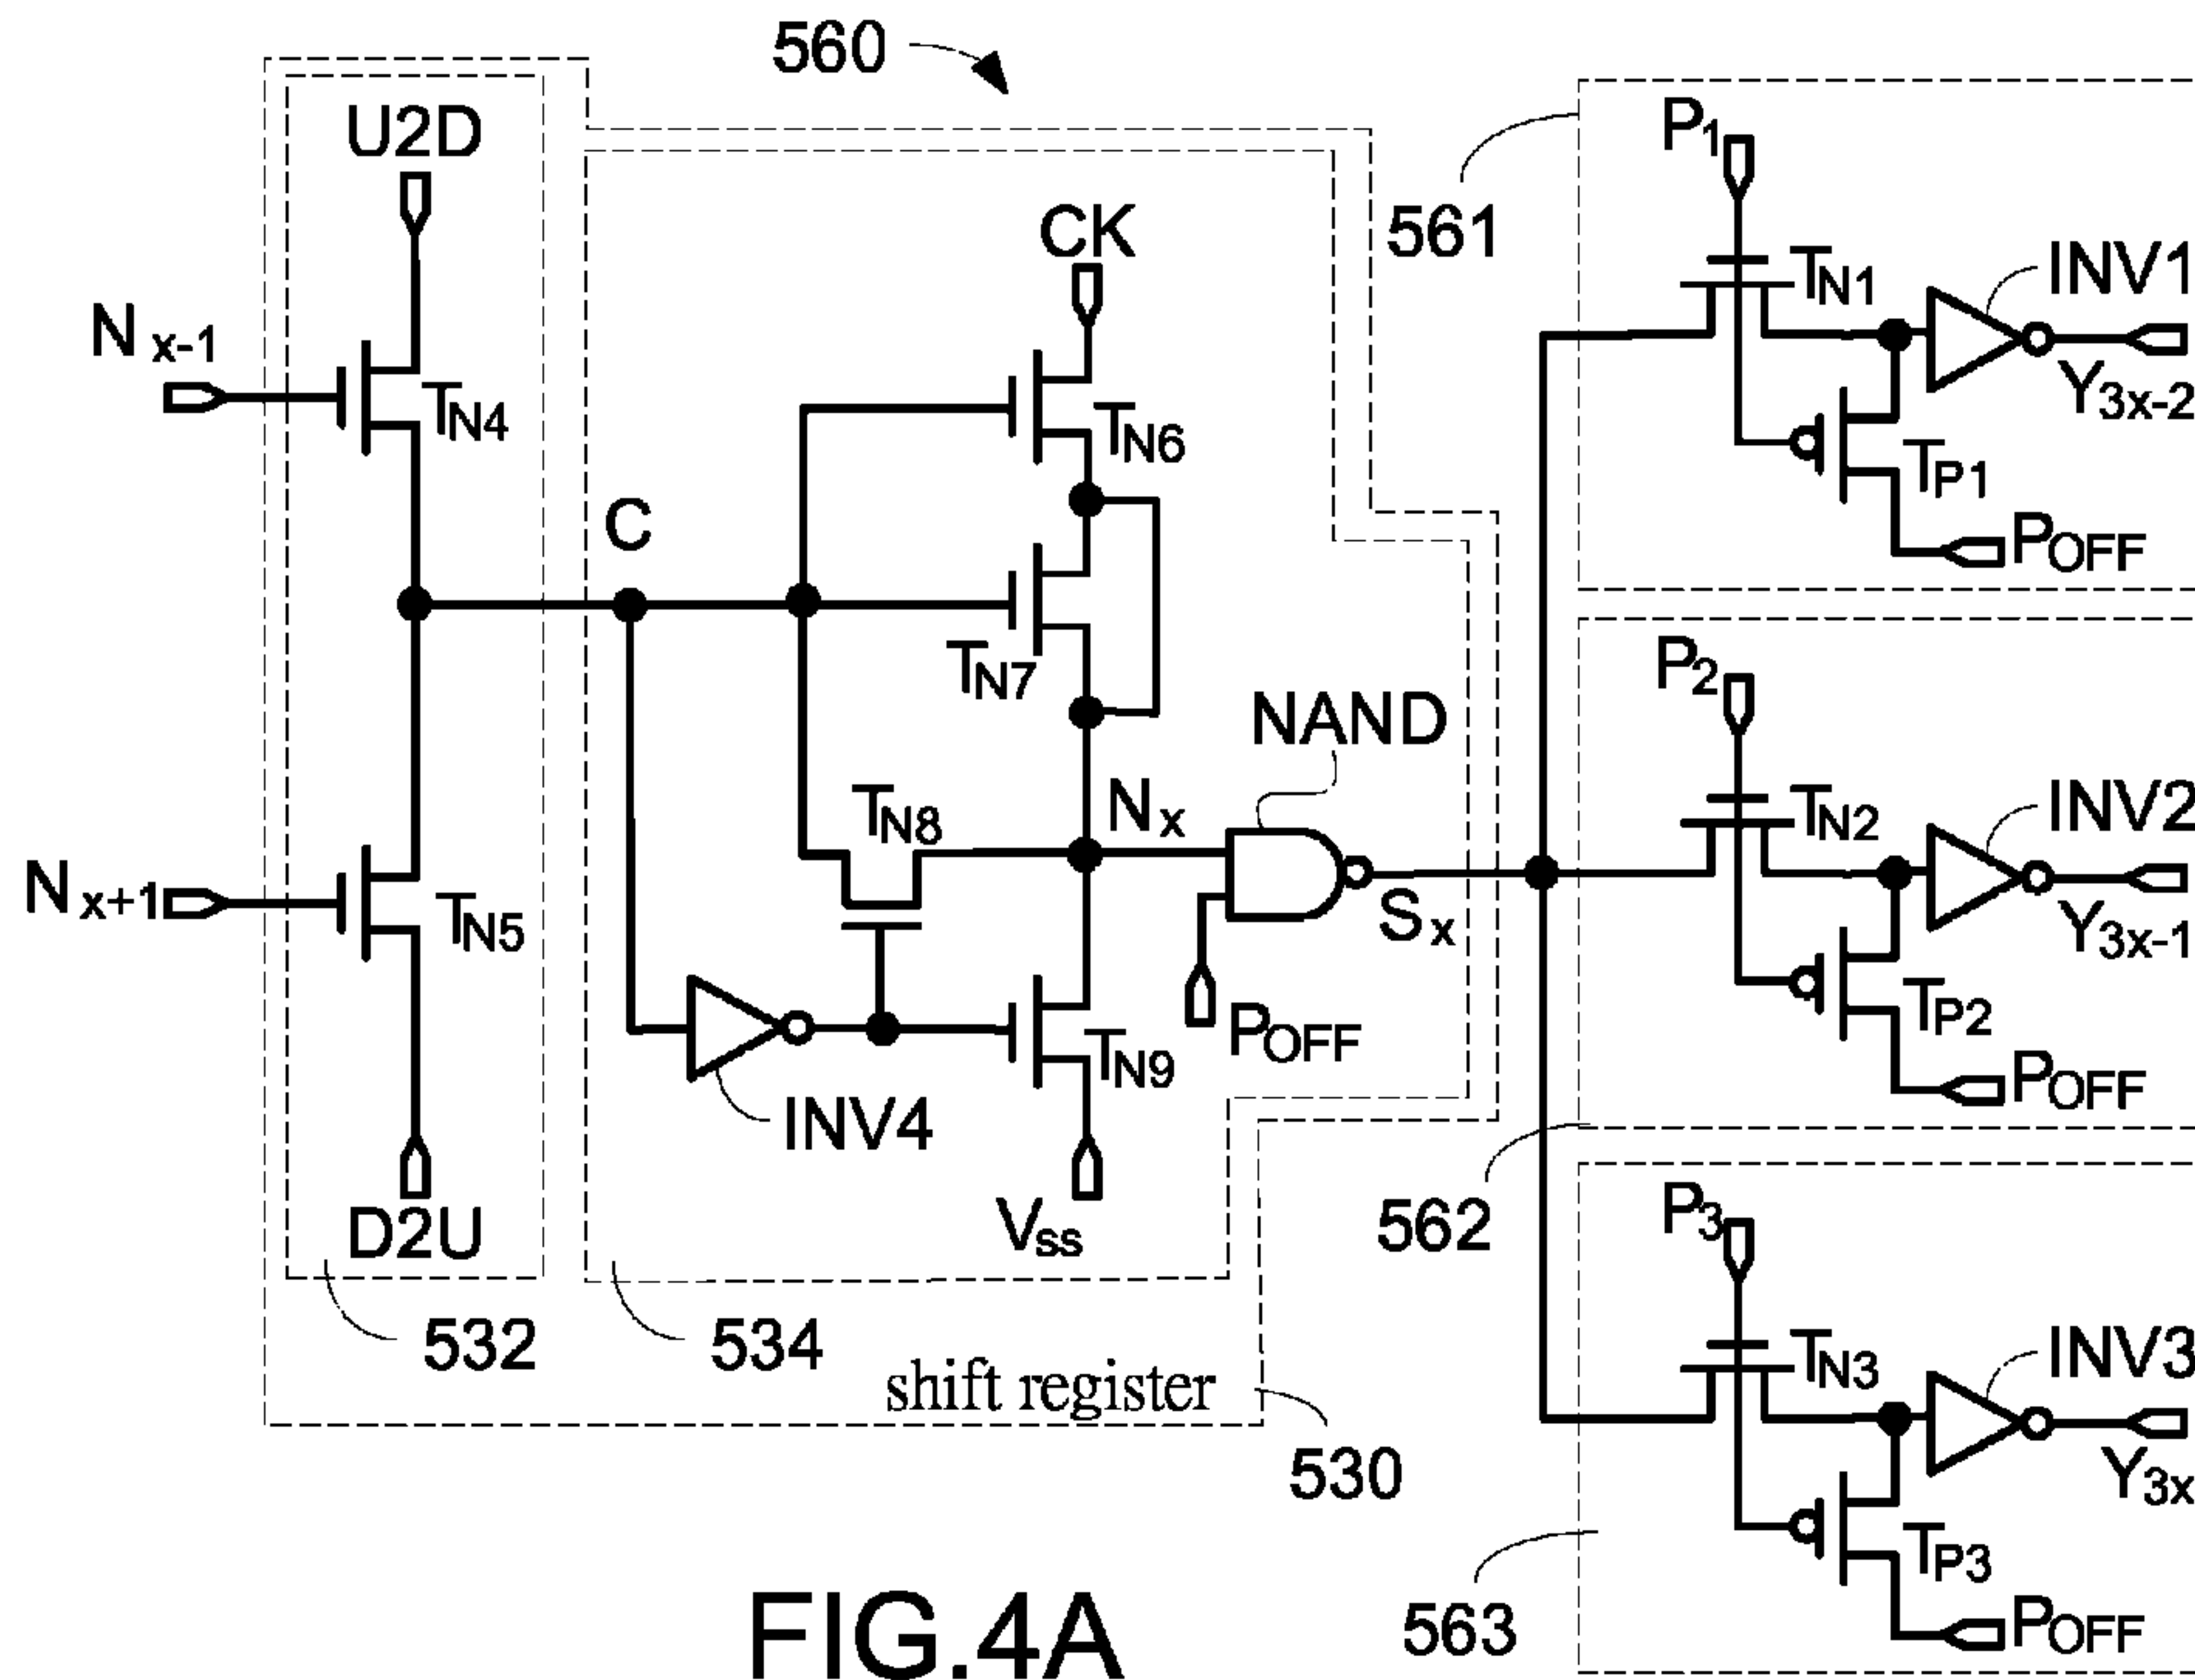 560
U2D
P1
561
TN1
INV1
Y3x-2
TP1
POFF
CK
Nx-1
TN4
TN6
C
TN7
NAND
Nx
TN8
Nx+1
TN5
Sx
POFF
INV4
TN9
Vss
D2U
532
534
shift register
530
P2
TN2
INV2
Y3x-1
TP2
POFF
562
P3
TN3
INV3
Y3x
TP3
POFF
563
FIG.4A